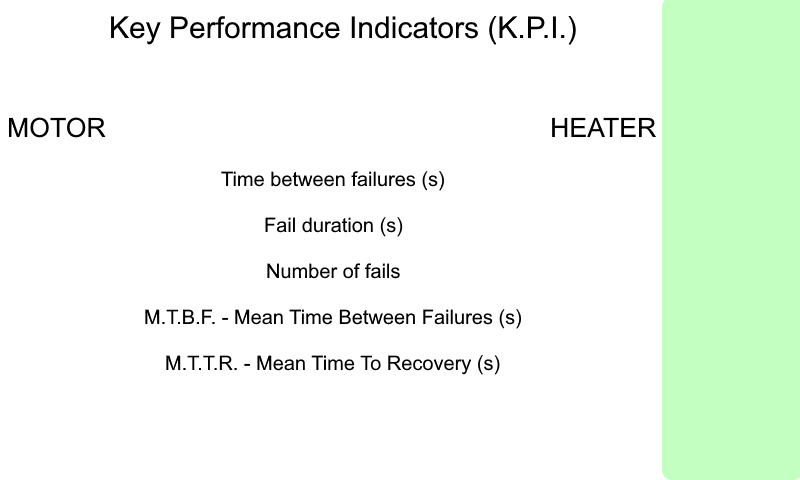 Key Performance Indicators (K.P.I.)
MOTOR HEATER
Time between failures (s)
Fail duration (s)
Number of fails
M.T.B.F. - Mean Time Between Failures (s)
M.T.T.R. - Mean Time To Recovery (s)